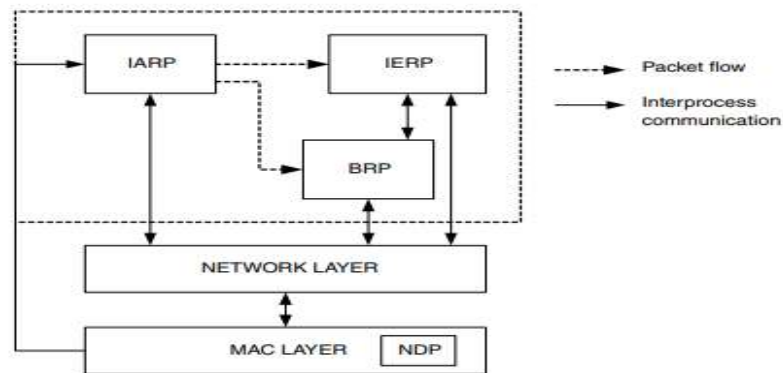 IARP
IERP
Packet flow
Interprocess
communication
BRP
NETWORK LAYER
MAC LAYER
NDP